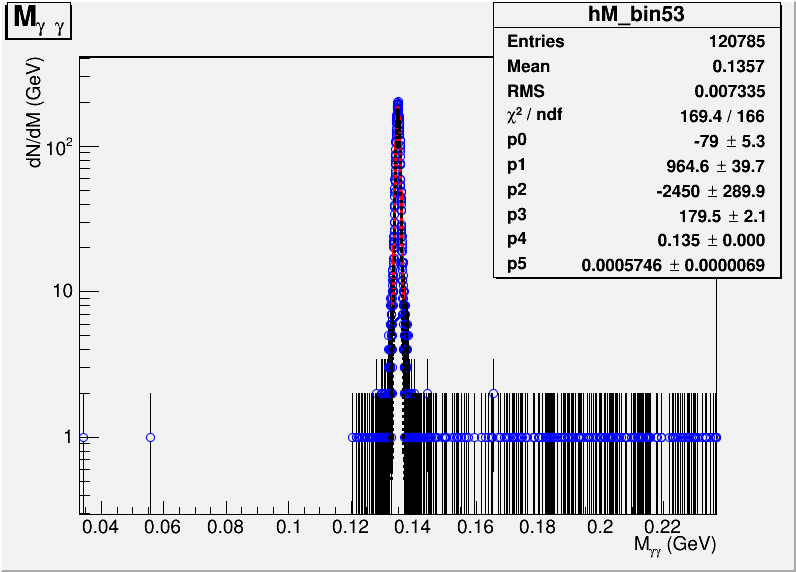 Mγ γ
hM_bin53
Entries 120785
Mean 0.1357
RMS 0.007335
χ² / ndf 169.4 / 166
p0 -79 ± 5.3
p1 964.6 ± 39.7
p2 -2450 ± 289.9
p3 179.5 ± 2.1
p4 0.135 ± 0.000
p5 0.0005746 ± 0.0000069
dN/dM (GeV)
10²
10
1
0.04 0.06 0.08 0.1 0.12 0.14 0.16 0.18 0.2 0.22
Mγγ (GeV)